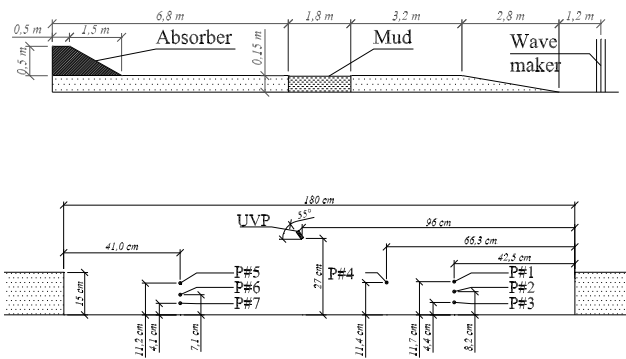 6,8 m 1,8 m 3,2 m 2,8 m 1,2 m
0,5 m 1,5 m Absorber Mud Wave maker
0,5 m 0,15 m
180 cm
UVP 55° 96 cm
41,0 cm 66,3 cm
42,5 cm
P#5 P#4 P#1
P#6 P#2
P#7 P#3
15 cm 27 cm
11,2 cm 4,1 cm 7,1 cm 11,4 cm 11,7 cm 4,4 cm 8,2 cm